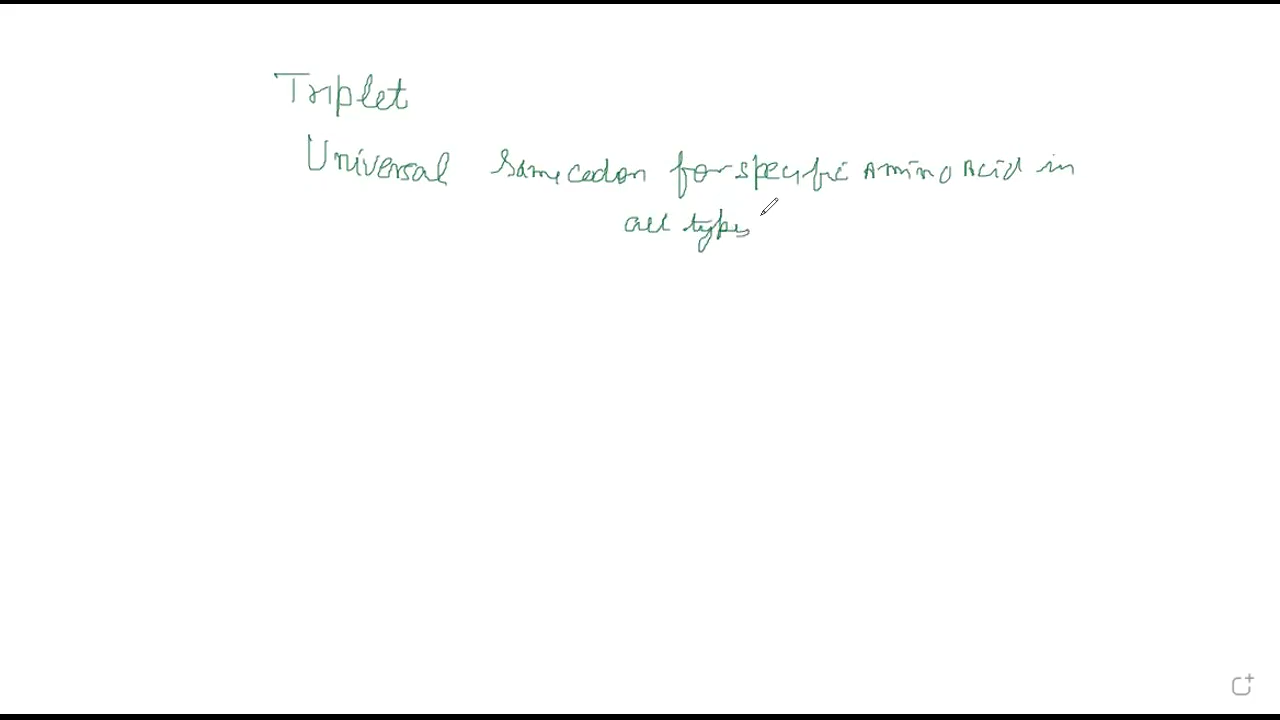 Triplet
Universal Same codon for specific Amino Acid in
all types